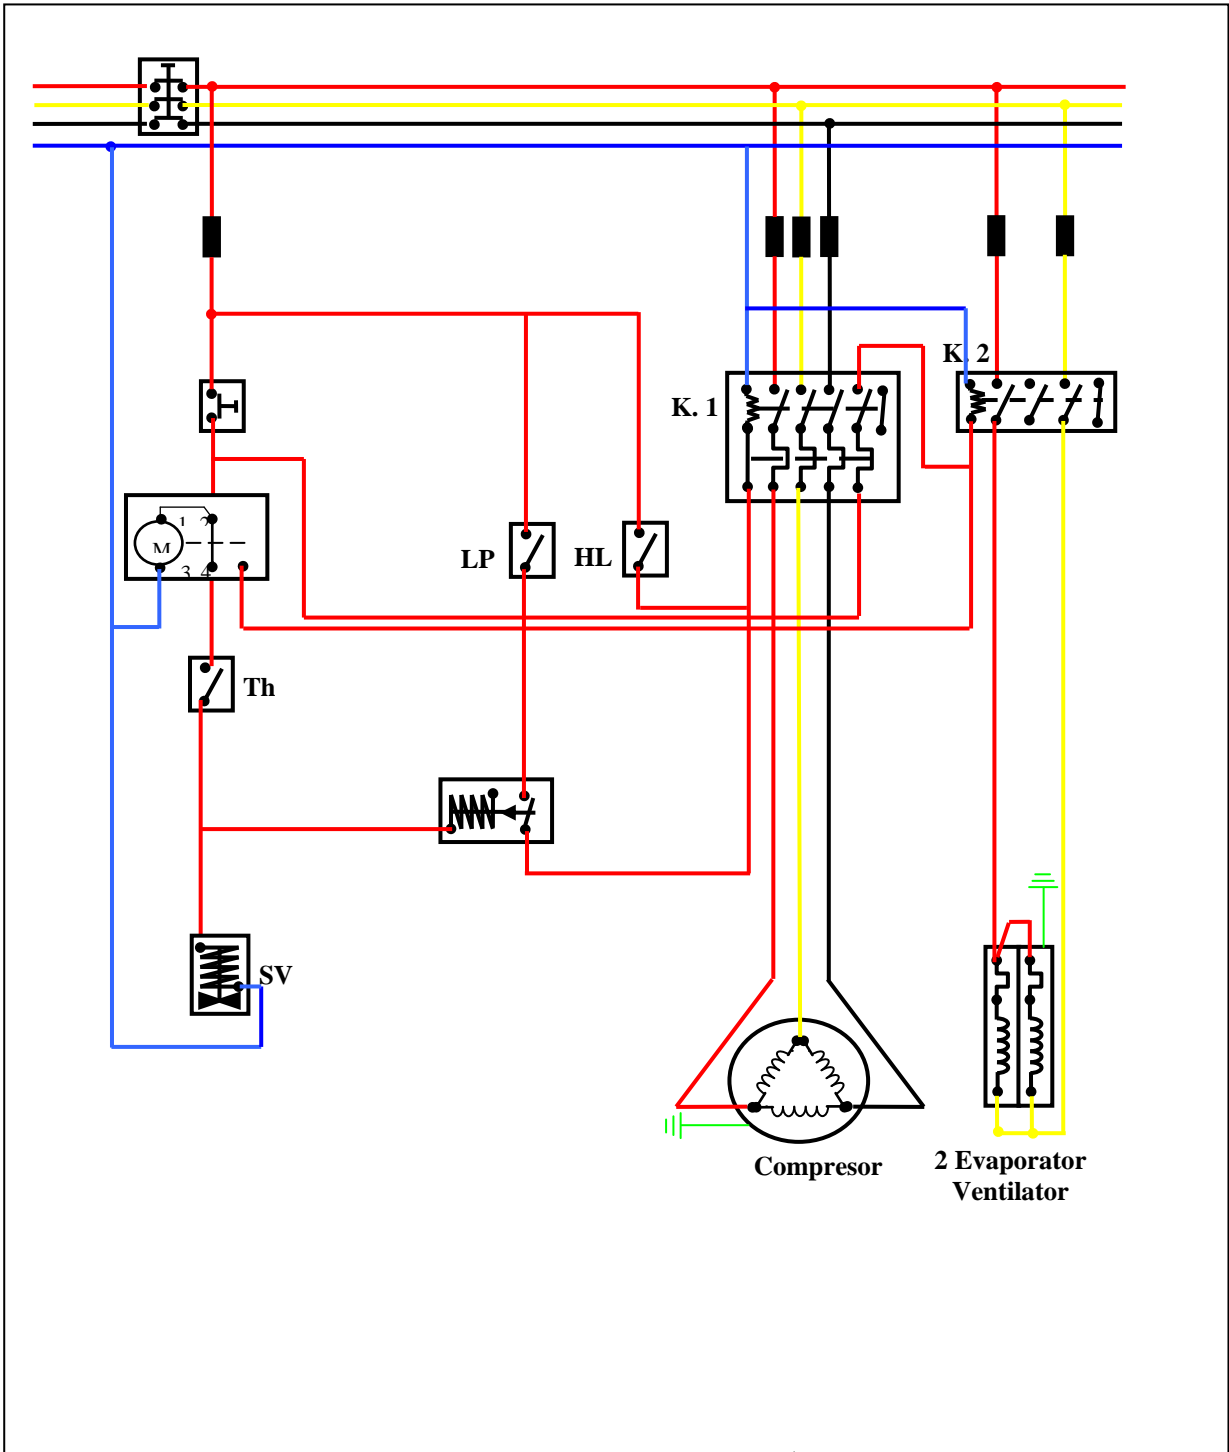 K. 2
K. 1
1 2
M
3 4
LP
HL
Th
SV
Compresor
2 Evaporator
Ventilator